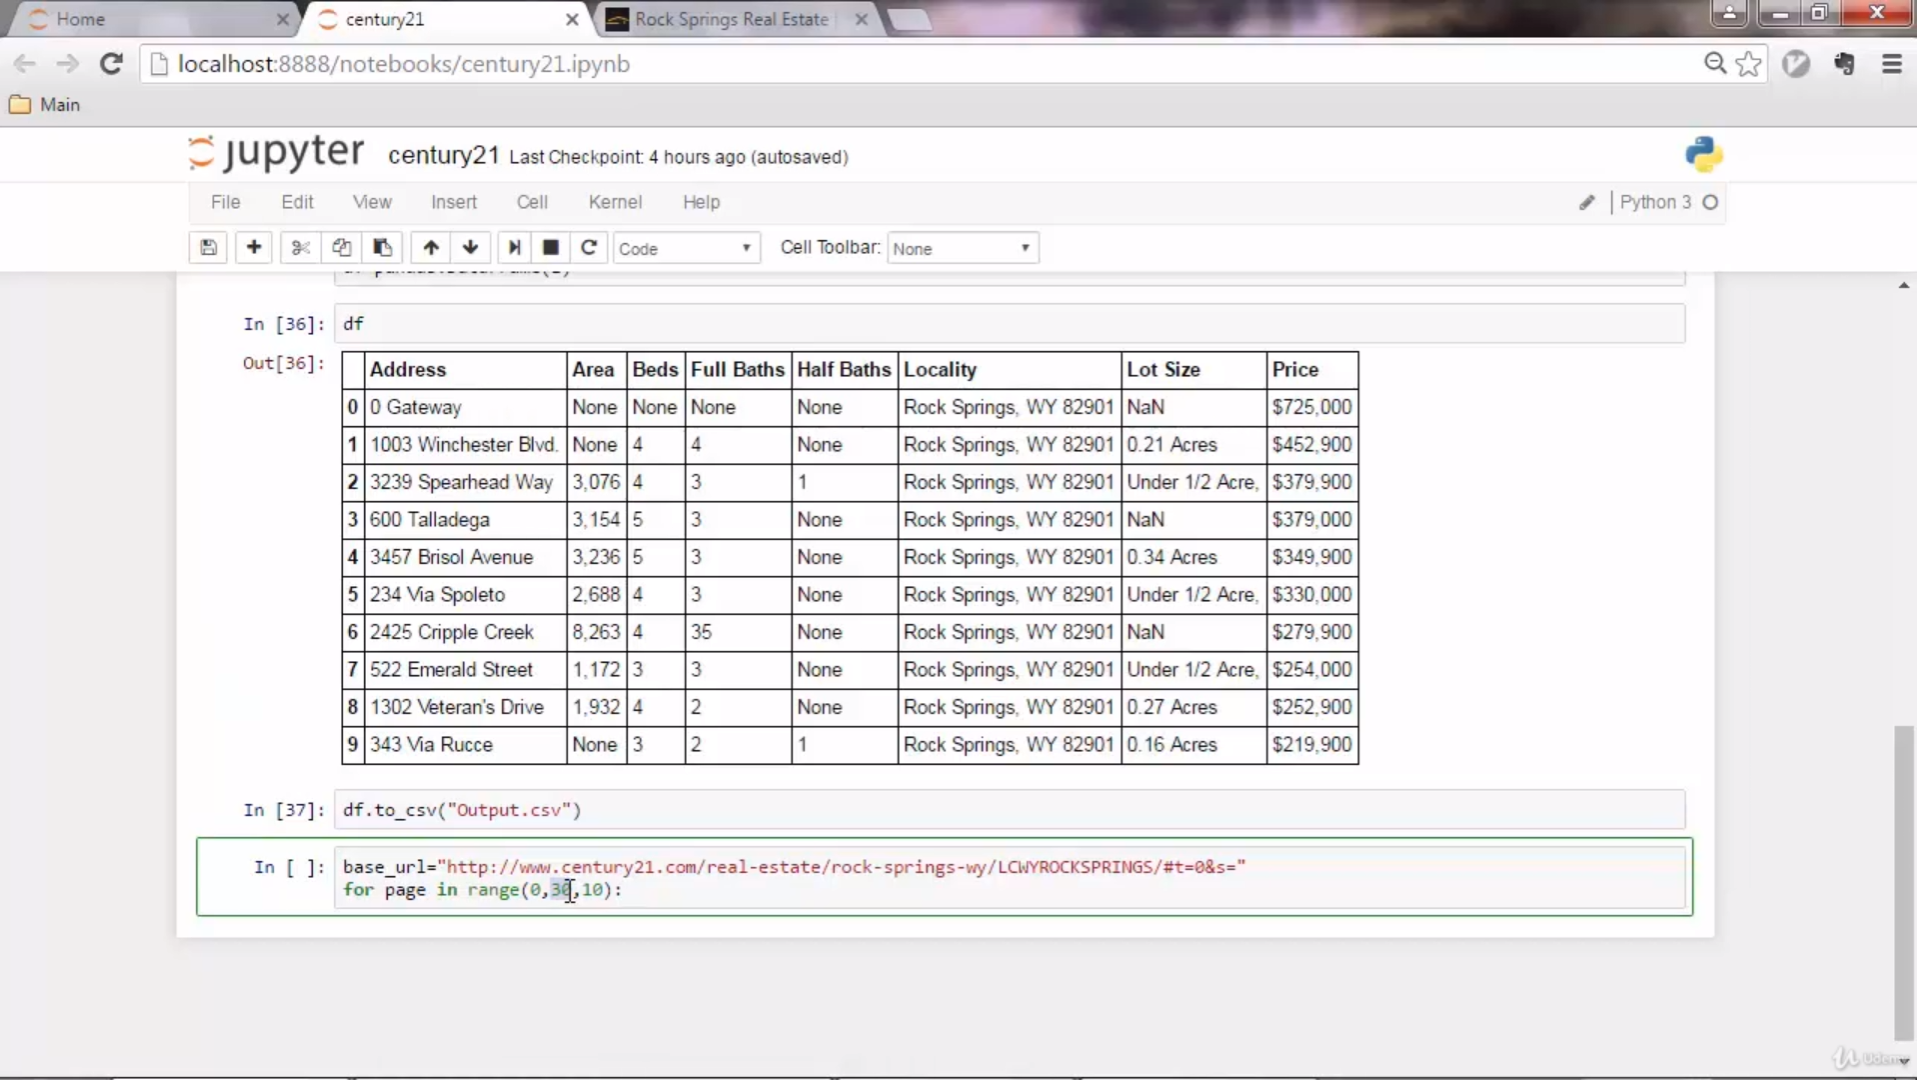 Home
century21
Rock Springs Real Estate
localhost:8888/notebooks/century21.ipynb
Main
jupyter century21 Last Checkpoint: 4 hours ago (autosaved)
File Edit View Insert Cell Kernel Help Python 3
Code Cell Toolbar: None
In [36]: df
Out[36]:
Address Area Beds Full Baths Half Baths Locality Lot Size Price
0 0 Gateway None None None None Rock Springs, WY 82901 NaN $725,000
1 1003 Winchester Blvd. None 4 4 None Rock Springs, WY 82901 0.21 Acres $452,900
2 3239 Spearhead Way 3,076 4 3 1 Rock Springs, WY 82901 Under 1/2 Acre, $379,900
3 600 Talladega 3,154 5 3 None Rock Springs, WY 82901 NaN $379,000
4 3457 Brisol Avenue 3,236 5 3 None Rock Springs, WY 82901 0.34 Acres $349,900
5 234 Via Spoleto 2,688 4 3 None Rock Springs, WY 82901 Under 1/2 Acre, $330,000
6 2425 Cripple Creek 8,263 4 35 None Rock Springs, WY 82901 NaN $279,900
7 522 Emerald Street 1,172 3 3 None Rock Springs, WY 82901 Under 1/2 Acre, $254,000
8 1302 Veteran's Drive 1,932 4 2 None Rock Springs, WY 82901 0.27 Acres $252,900
9 343 Via Rucce None 3 2 1 Rock Springs, WY 82901 0.16 Acres $219,900
In [37]: df.to_csv("Output.csv")
In [ ]: base_url="http://www.century21.com/real-estate/rock-springs-wy/LCWYROCKSPRINGS/#t=0&s="
for page in range(0,30,10):
Udemy